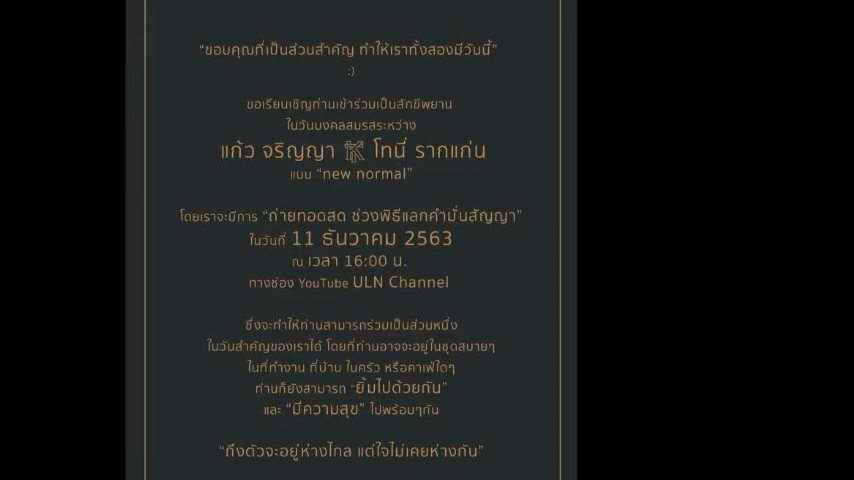 “ขอบคุณที่เป็นส่วนสำคัญ ทำให้เราทั้งสองมีวันนี้”
:)
ขอเรียนเชิญท่านเข้าร่วมเป็นสักขีพยาน
ในวันมงคลสมรสระหว่าง
แก้ว จริญญา โทนี่ รากแก่น
แบบ “new normal”
โดยเราจะมีการ “ถ่ายทอดสด ช่วงพิธีแลกคำมั่นสัญญา”
ในวันที่ 11 ธันวาคม 2563
ณ เวลา 16:00 น.
ทางช่อง YouTube ULN Channel
ซึ่งจะทำให้ท่านสามารถร่วมเป็นส่วนหนึ่ง
ในวันสำคัญของเราได้ โดยที่ท่านอาจจะอยู่ในชุดสบายๆ
ในที่ทำงาน ที่บ้าน ในครัว หรือคาเฟ่ใดๆ
ท่านก็ยังสามารถ “ยิ้มไปด้วยกัน”
และ “มีความสุข” ไปพร้อมๆกัน
“ถึงตัวจะอยู่ห่างไกล แต่ใจไม่เคยห่างกัน”